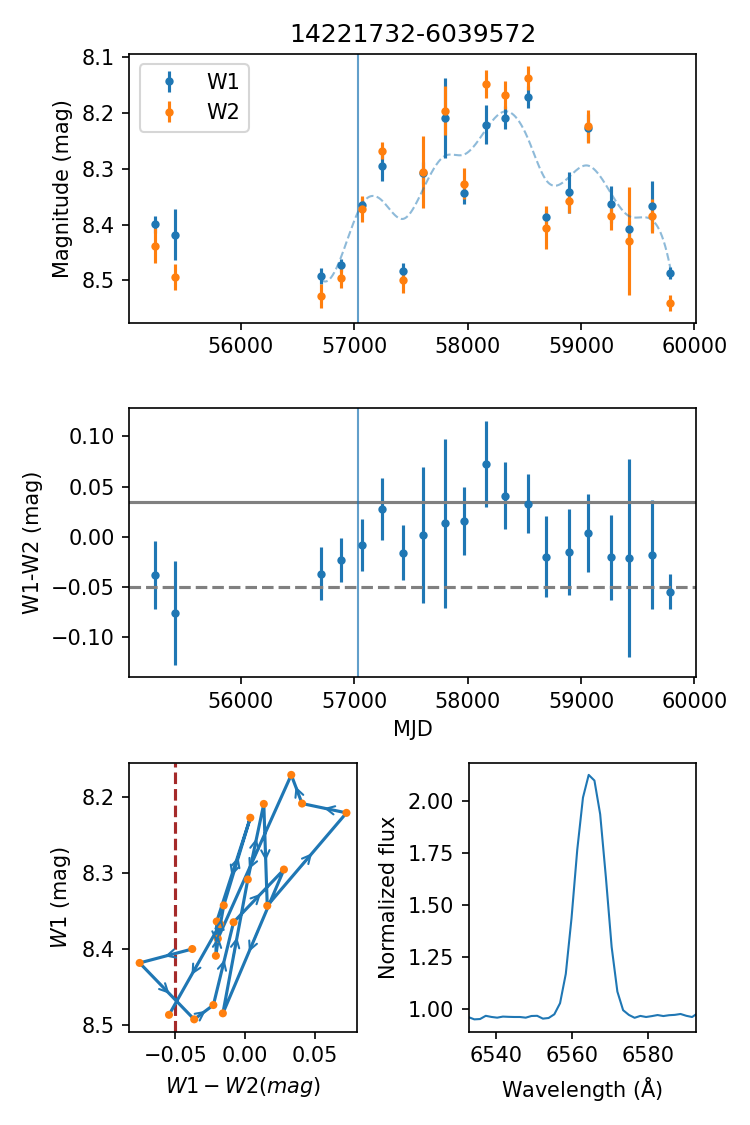 14221732-6039572
8.1
8.2
8.3
8.4
8.5
Magnitude (mag)
W1
W2
56000 57000 58000 59000 60000
0.10
0.05
0.00
−0.05
−0.10
W1-W2 (mag)
56000 57000 58000 59000 60000
MJD
8.2
8.3
8.4
8.5
W1 (mag)
−0.05 0.00 0.05
W1 − W2(mag)
2.00
1.75
1.50
1.25
1.00
Normalized flux
6540 6560 6580
Wavelength (Å)